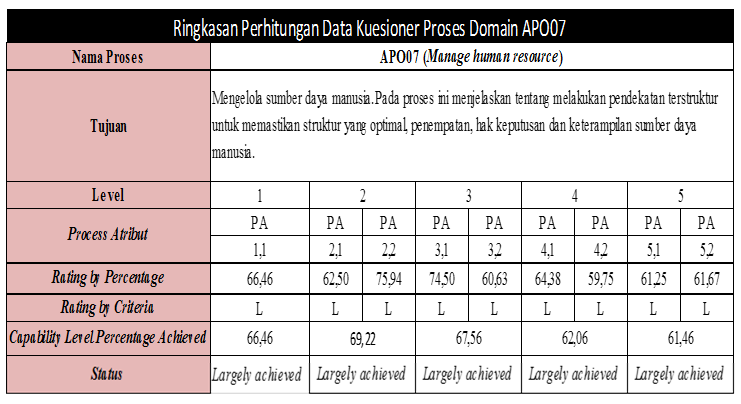 Ringkasan Perhitungan Data Kuesioner Proses Domain APO07
Nama Proses APO07 (Manage human resource)
Tujuan
Mengelola sumber daya manusia.Pada proses ini menjelaskan tentang melakukan pendekatan terstruktur
untuk memastikan struktur yang optimal, penempatan, hak keputusan dan keterampilan sumber daya
manusia.
Level 1 2 3 4 5
Process Atribut
PA PA PA PA PA PA PA PA PA
1,1 2,1 2,2 3,1 3,2 4,1 4,2 5,1 5,2
Rating by Percentage 66,46 62,50 75,94 74,50 60,63 64,38 59,75 61,25 61,67
Rating by Criteria L L L L L L L L L
Capability Level Percentage Achieved 66,46 69,22 67,56 62,06 61,46
Status Largely achieved Largely achieved Largely achieved Largely achieved Largely achieved